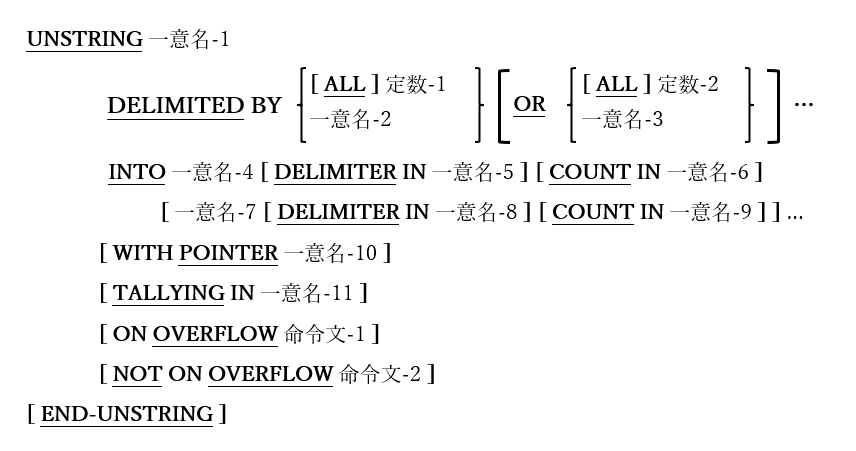 UNSTRING 一意名-1
[ ALL ] 定数-1 [ ALL ] 定数-2
DELIMITED BY OR ...
一意名-2 一意名-3
INTO 一意名-4 [ DELIMITER IN 一意名-5 ] [ COUNT IN 一意名-6 ]
[ 一意名-7 [ DELIMITER IN 一意名-8 ] [ COUNT IN 一意名-9 ] ] ...
[ WITH POINTER 一意名-10 ]
[ TALLYING IN 一意名-11 ]
[ ON OVERFLOW 命令文-1 ]
[ NOT ON OVERFLOW 命令文-2 ]
[ END-UNSTRING ]